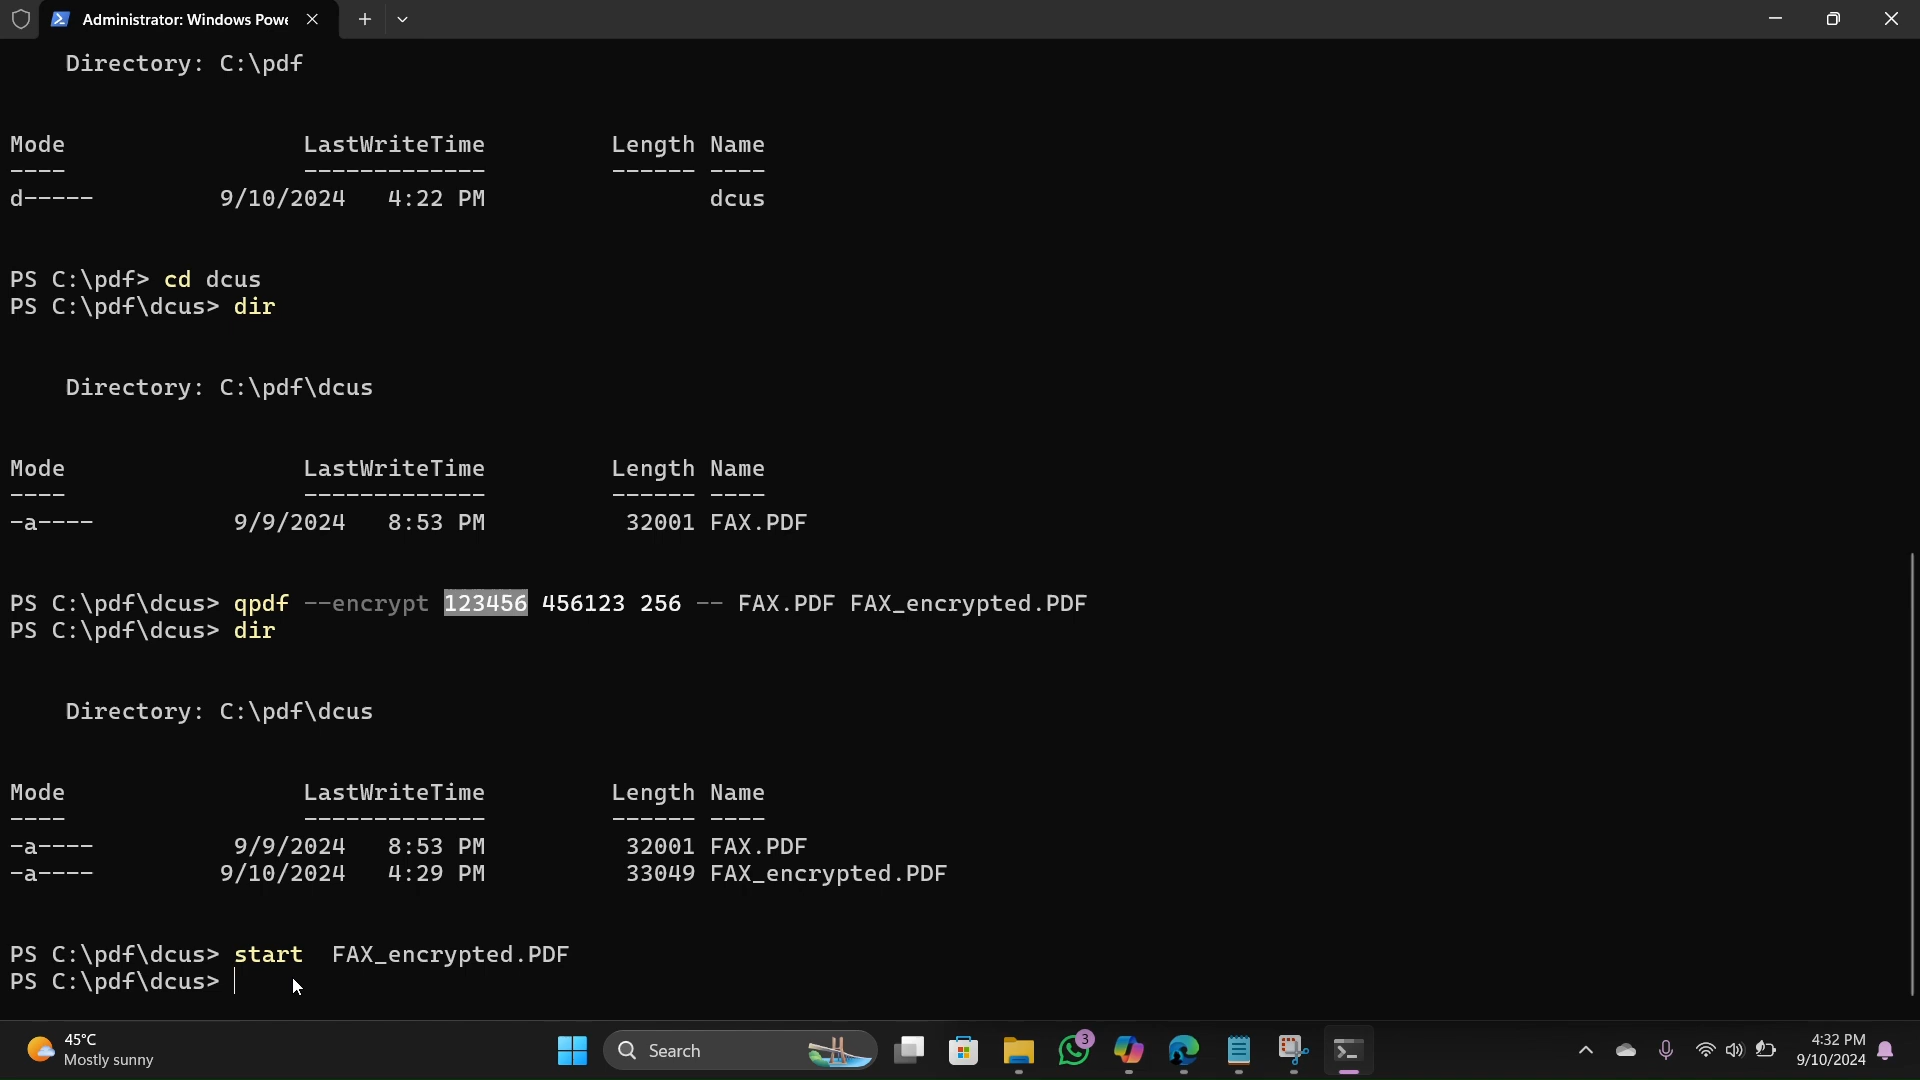 Administrator: Windows Powe
Directory: C:\pdf
Mode LastWriteTime Length Name
---- ------------- ------ ----
d----- 9/10/2024 4:22 PM dcus
PS C:\pdf> cd dcus
PS C:\pdf\dcus> dir
Directory: C:\pdf\dcus
Mode LastWriteTime Length Name
---- ------------- ------ ----
-a---- 9/9/2024 8:53 PM 32001 FAX.PDF
PS C:\pdf\dcus> qpdf --encrypt 123456 456123 256 -- FAX.PDF FAX_encrypted.PDF
PS C:\pdf\dcus> dir
Directory: C:\pdf\dcus
Mode LastWriteTime Length Name
---- ------------- ------ ----
-a---- 9/9/2024 8:53 PM 32001 FAX.PDF
-a---- 9/10/2024 4:29 PM 33049 FAX_encrypted.PDF
PS C:\pdf\dcus> start  FAX_encrypted.PDF
PS C:\pdf\dcus>
45°C
Mostly sunny
Search
3
4:32 PM
9/10/2024